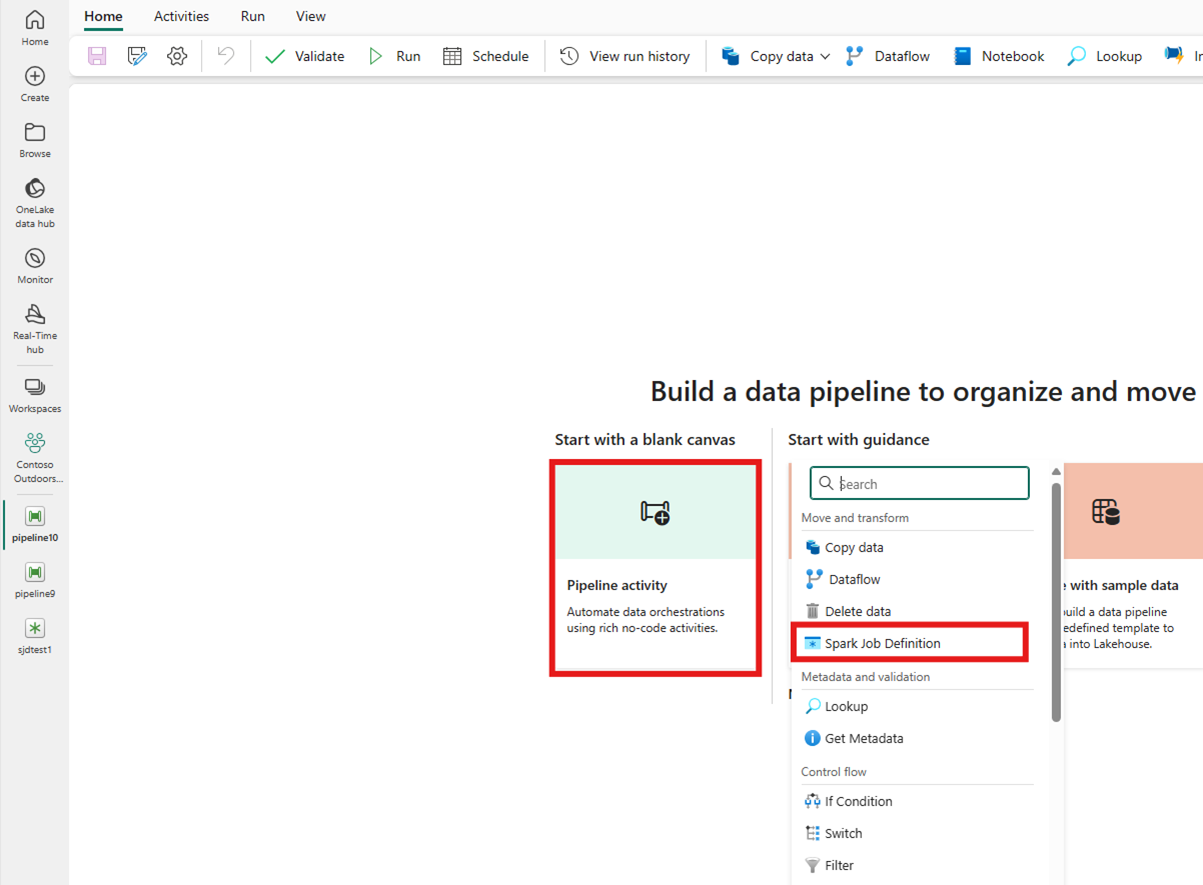 Home
Activities
Run
View
Validate
Run
Schedule
View run history
Copy data
Dataflow
Notebook
Lookup
Home
Create
Browse
OneLake
data hub
Monitor
Real-Time
hub
Workspaces
Contoso
Outdoors...
pipeline10
pipeline9
sjdtest1
Build a data pipeline to organize and move
Start with a blank canvas
Pipeline activity
Automate data orchestrations
using rich no-code activities.
Start with guidance
Search
Move and transform
Copy data
Dataflow
Delete data
Spark Job Definition
Metadata and validation
Lookup
Get Metadata
Control flow
If Condition
Switch
Filter
with sample data
build a data pipeline
edefined template to
into Lakehouse.